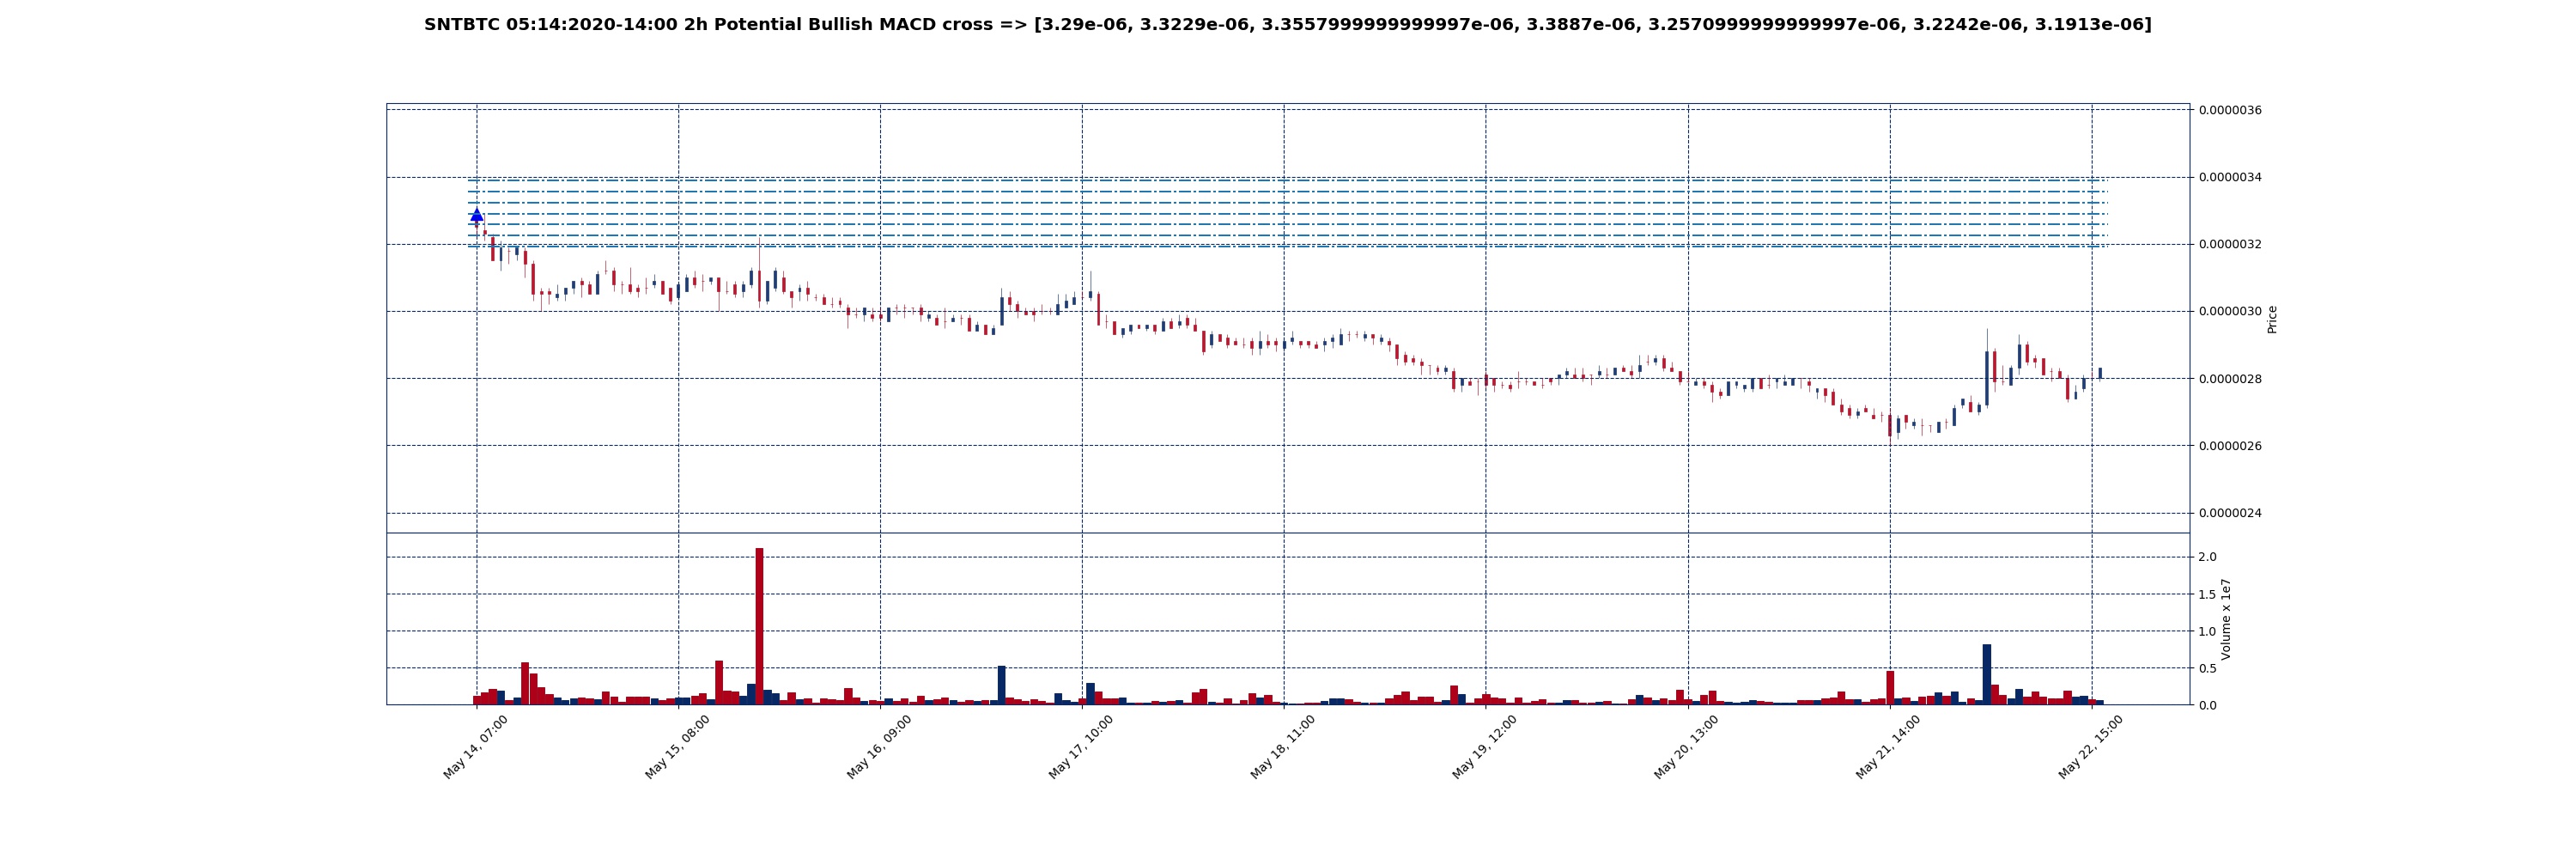 SNTBTC 05:14:2020-14:00 2h Potential Bullish MACD cross => [3.29e-06, 3.3229e-06, 3.3557999999999997e-06, 3.3887e-06, 3.2570999999999997e-06, 3.2242e-06, 3.1913e-06]
0.0000036
0.0000034
0.0000032
0.0000030
0.0000028
0.0000026
0.0000024
Price
2.0
1.5
1.0
0.5
0.0
Volume x 1e7
May 14, 07:00
May 15, 08:00
May 16, 09:00
May 17, 10:00
May 18, 11:00
May 19, 12:00
May 20, 13:00
May 21, 14:00
May 22, 15:00